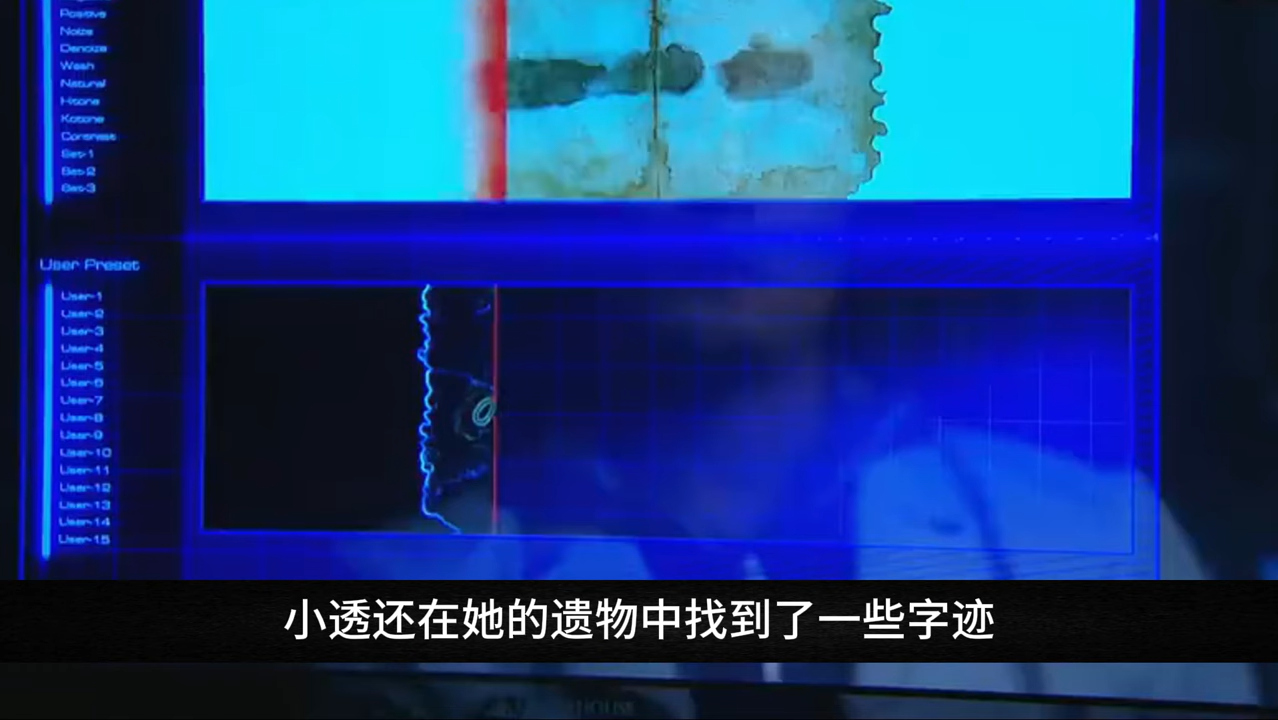 Positive
Noize
Denoize
Wash
Natural
Hitone
Kotone
Contrast
Set-1
Set-2
Set-3
User Preset
User-1
User-2
User-3
User-4
User-5
User-6
User-7
User-8
User-9
User-10
User-11
User-12
User-13
User-14
User-15
小透还在她的遗物中找到了一些字迹